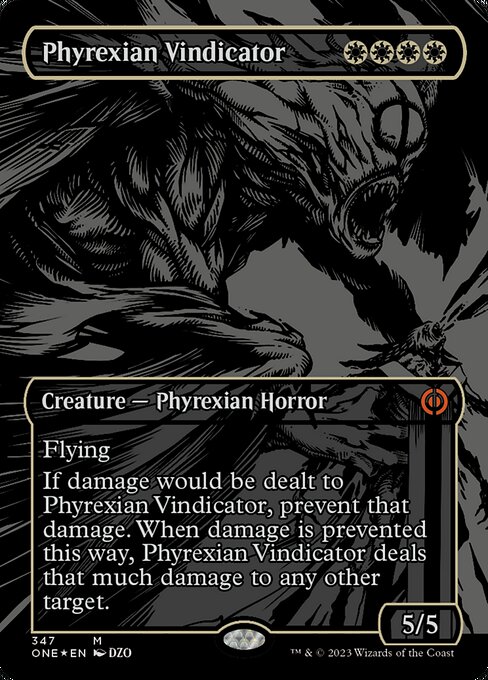 Phyrexian Vindicator
Creature — Phyrexian Horror
Flying
If damage would be dealt to
Phyrexian Vindicator, prevent that
damage. When damage is prevented
this way, Phyrexian Vindicator deals
that much damage to any other
target.
5/5
347 M
ONE★EN DZO
™ & © 2023 Wizards of the Coast